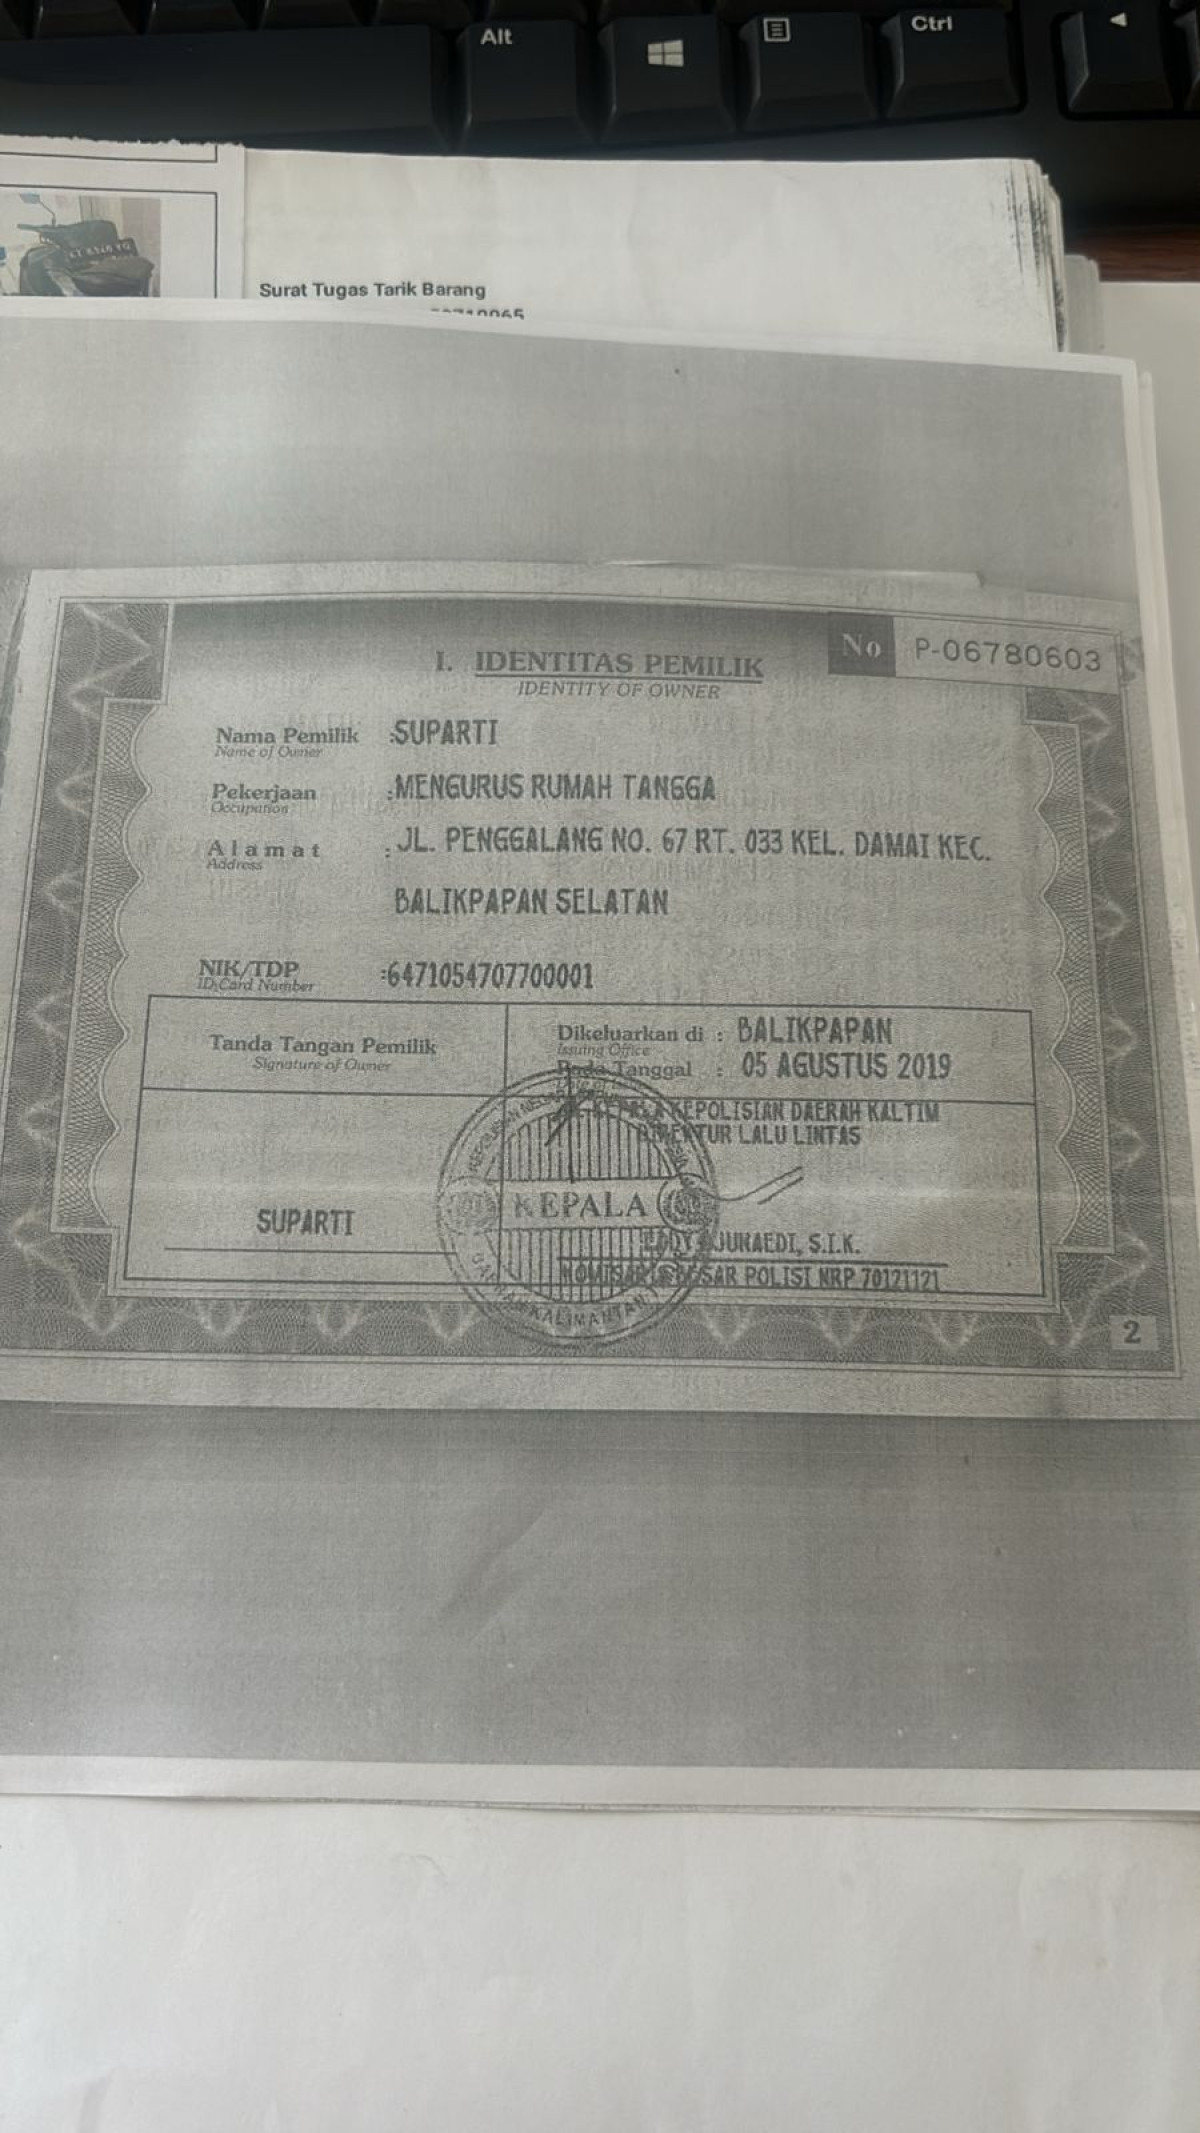 Alt
Ctrl
Surat Tugas Tarik Barang
No P-06780603
I. IDENTITAS PEMILIK
IDENTITY OF OWNER
Nama Pemilik :SUPARTI
Name of Owner
Pekerjaan :MENGURUS RUMAH TANGGA
Occupation
Alamat : JL. PENGGALANG NO. 67 RT. 033 KEL. DAMAI KEC.
Address
BALIKPAPAN SELATAN
NIK/TDP :6471054707700001
ID.Card Number
Tanda Tangan Pemilik
Signature of Owner
Dikeluarkan di : BALIKPAPAN
Issuing Office
Pada Tanggal : 05 AGUSTUS 2019
KEPOLISIAN DAERAH KALTIM
DIREKTUR LALU LINTAS
KEPALA
SUPARTI
JUNAEDI, S.I.K.
KOMISARIS BESAR POLISI NRP 70121121
2